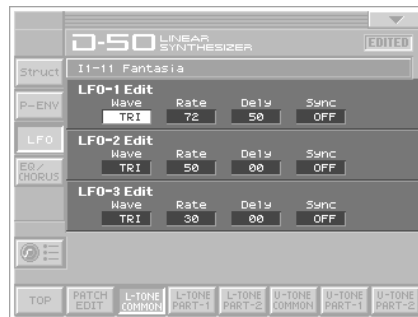 D-50 LINEAR SYNTHESIZER EDITED
Struct
I1-11 Fantasia
P-ENV
LFO
EQ/
CHORUS
LFO-1 Edit
Wave Rate Dely Sync
TRI 72 50 OFF
LFO-2 Edit
Wave Rate Dely Sync
TRI 50 00 OFF
LFO-3 Edit
Wave Rate Dely Sync
TRI 30 00 OFF
TOP
PATCH EDIT
L-TONE COMMON
L-TONE PART-1
L-TONE PART-2
U-TONE COMMON
U-TONE PART-1
U-TONE PART-2